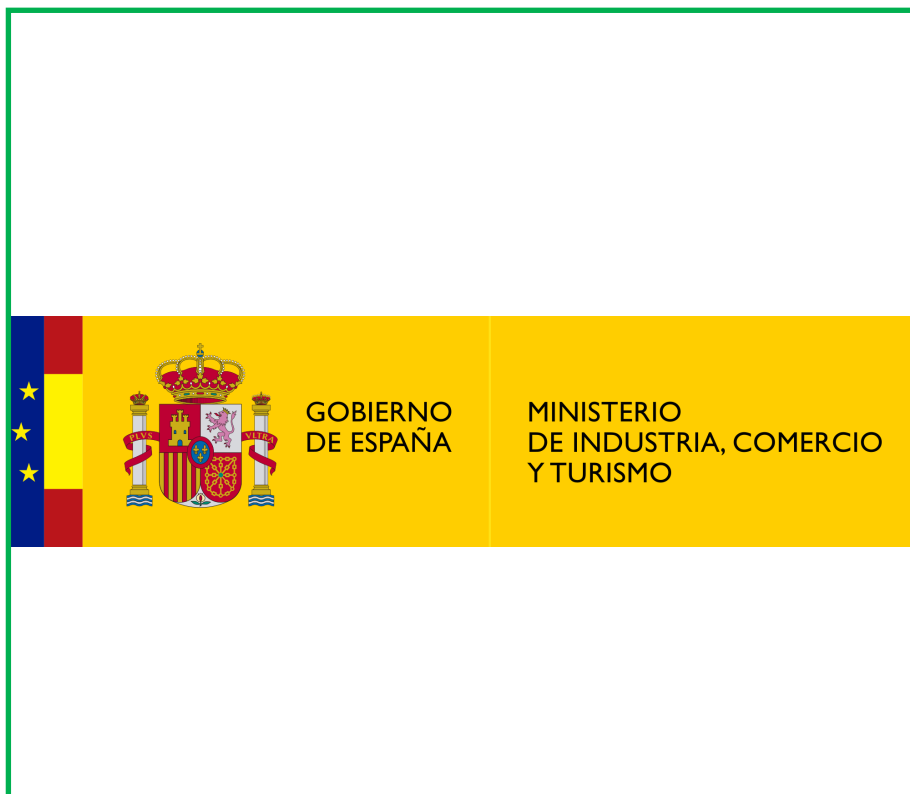 PLVS
VLTRA
GOBIERNO
DE ESPAÑA
MINISTERIO
DE INDUSTRIA, COMERCIO
Y TURISMO